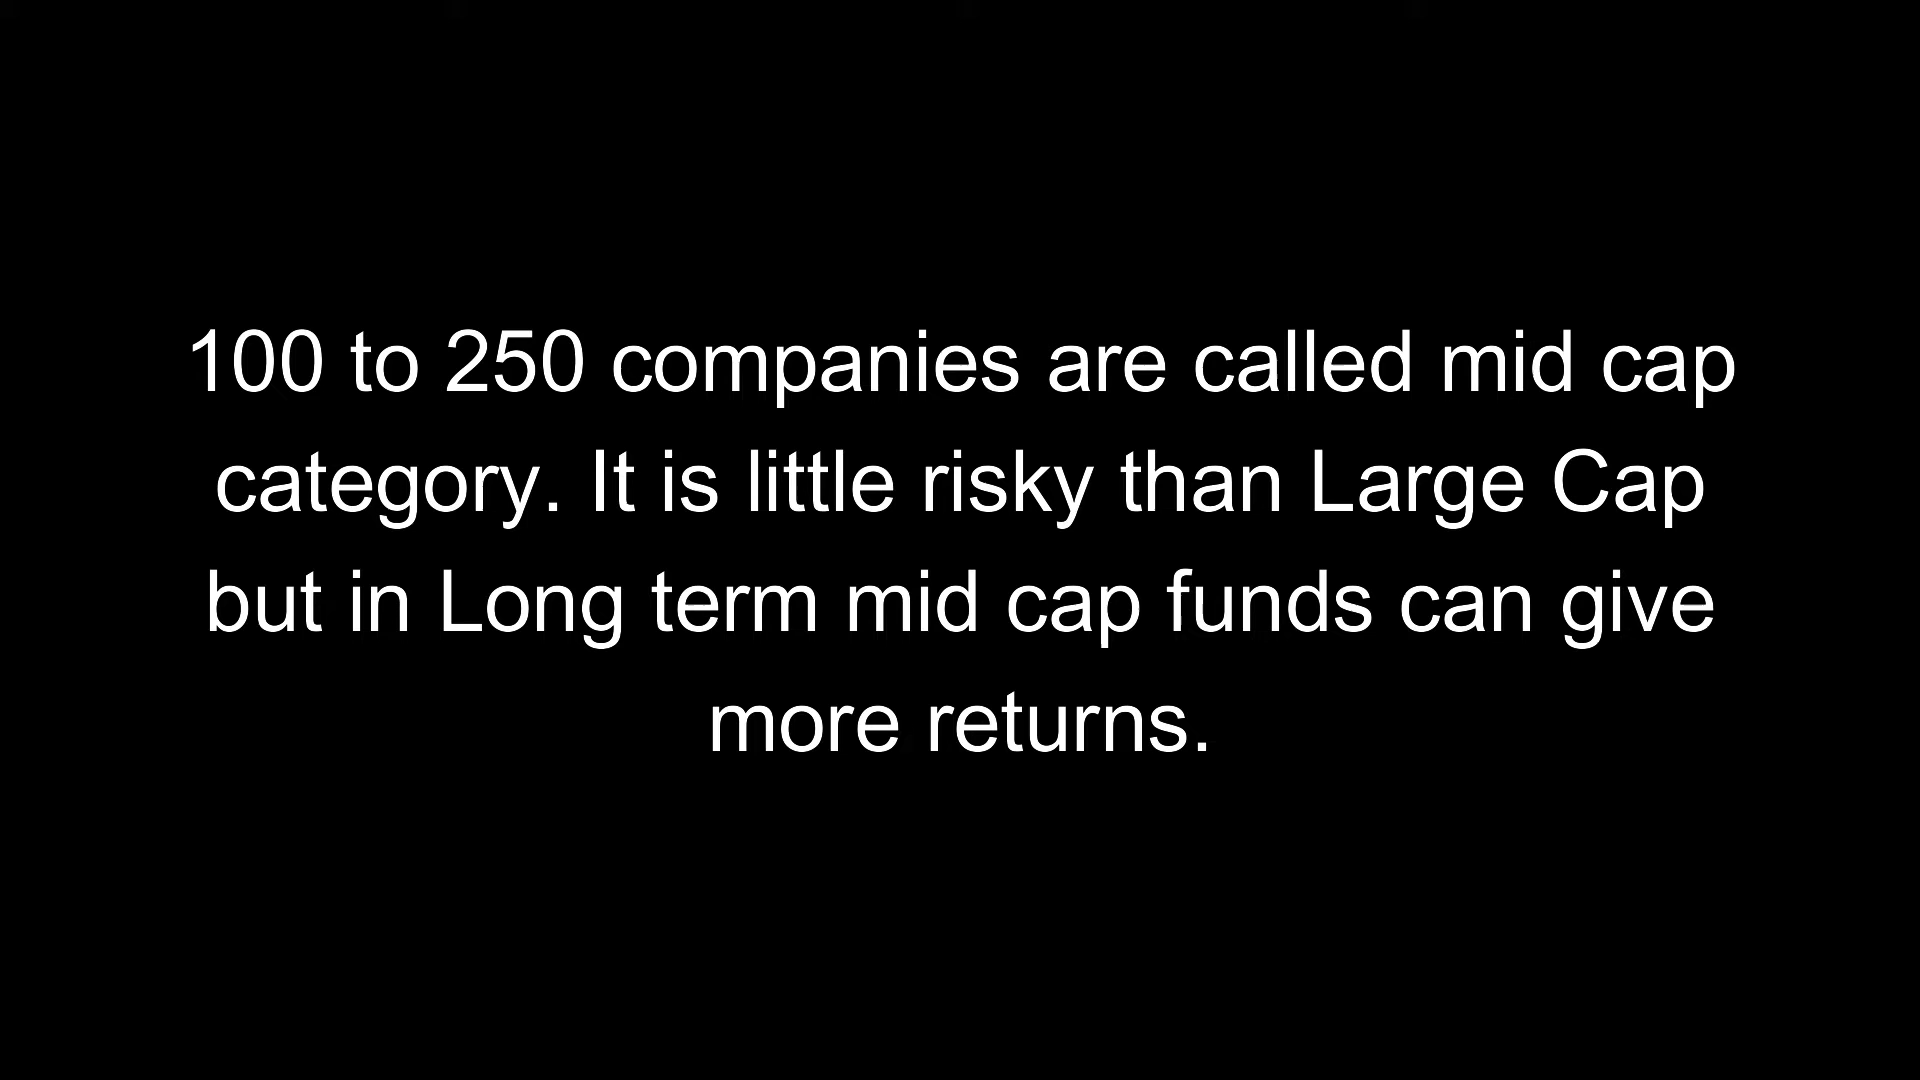 100 to 250 companies are called mid cap
category. It is little risky than Large Cap
but in Long term mid cap funds can give
more returns.